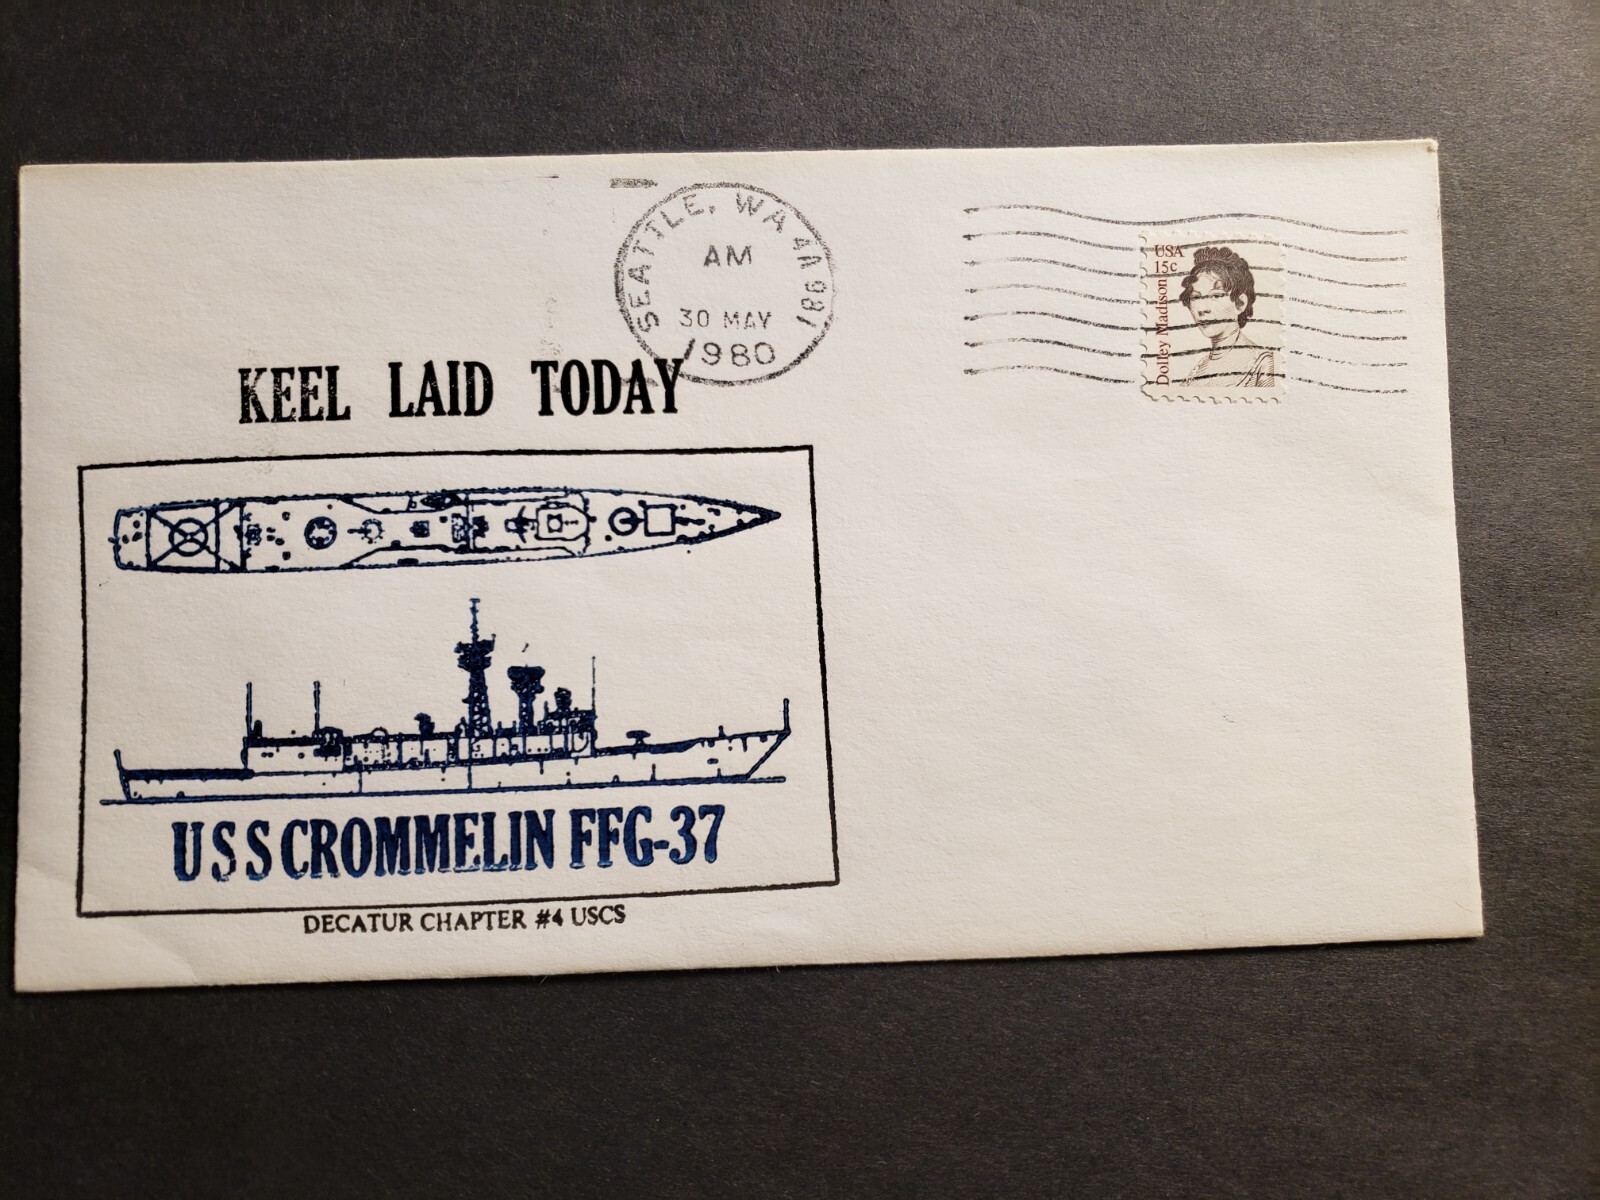 SEATTLE, WA 981
AM
30 MAY
1980
USA
15c
Dolley Madison
KEEL LAID TODAY
USS CROMMELIN FFG-37
DECATUR CHAPTER #4 USCS